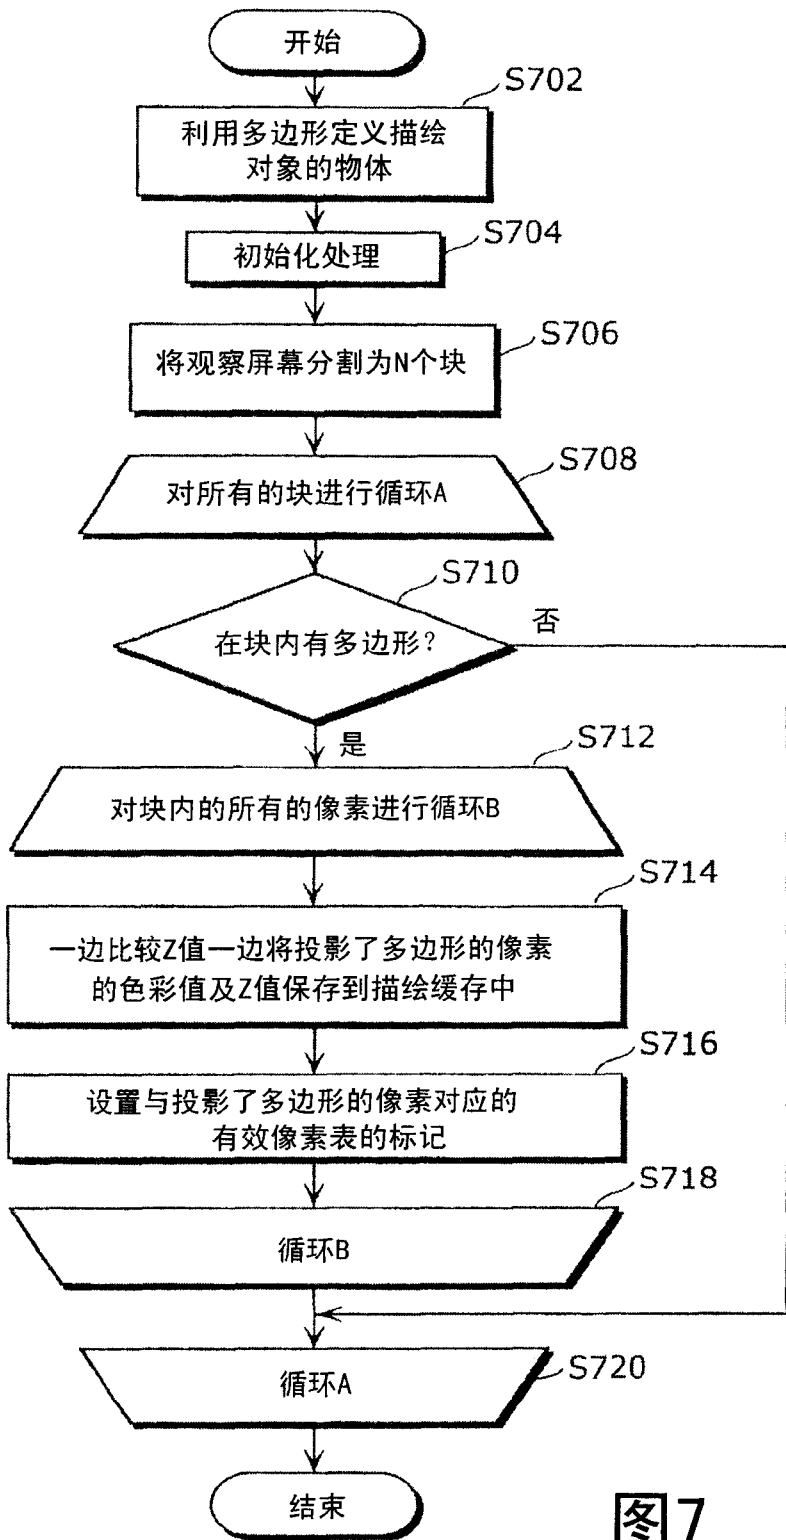 开始
S702
利用多边形定义描绘
对象的物体
S704
初始化处理
S706
将观察屏幕分割为N个块
S708
对所有的块进行循环A
S710
在块内有多边形？
否
是
S712
对块内的所有的像素进行循环B
S714
一边比较Z值一边将投影了多边形的像素
的色彩值及Z值保存到描绘缓存中
S716
设置与投影了多边形的像素对应的
有效像素表的标记
S718
循环B
S720
循环A
结束
图7